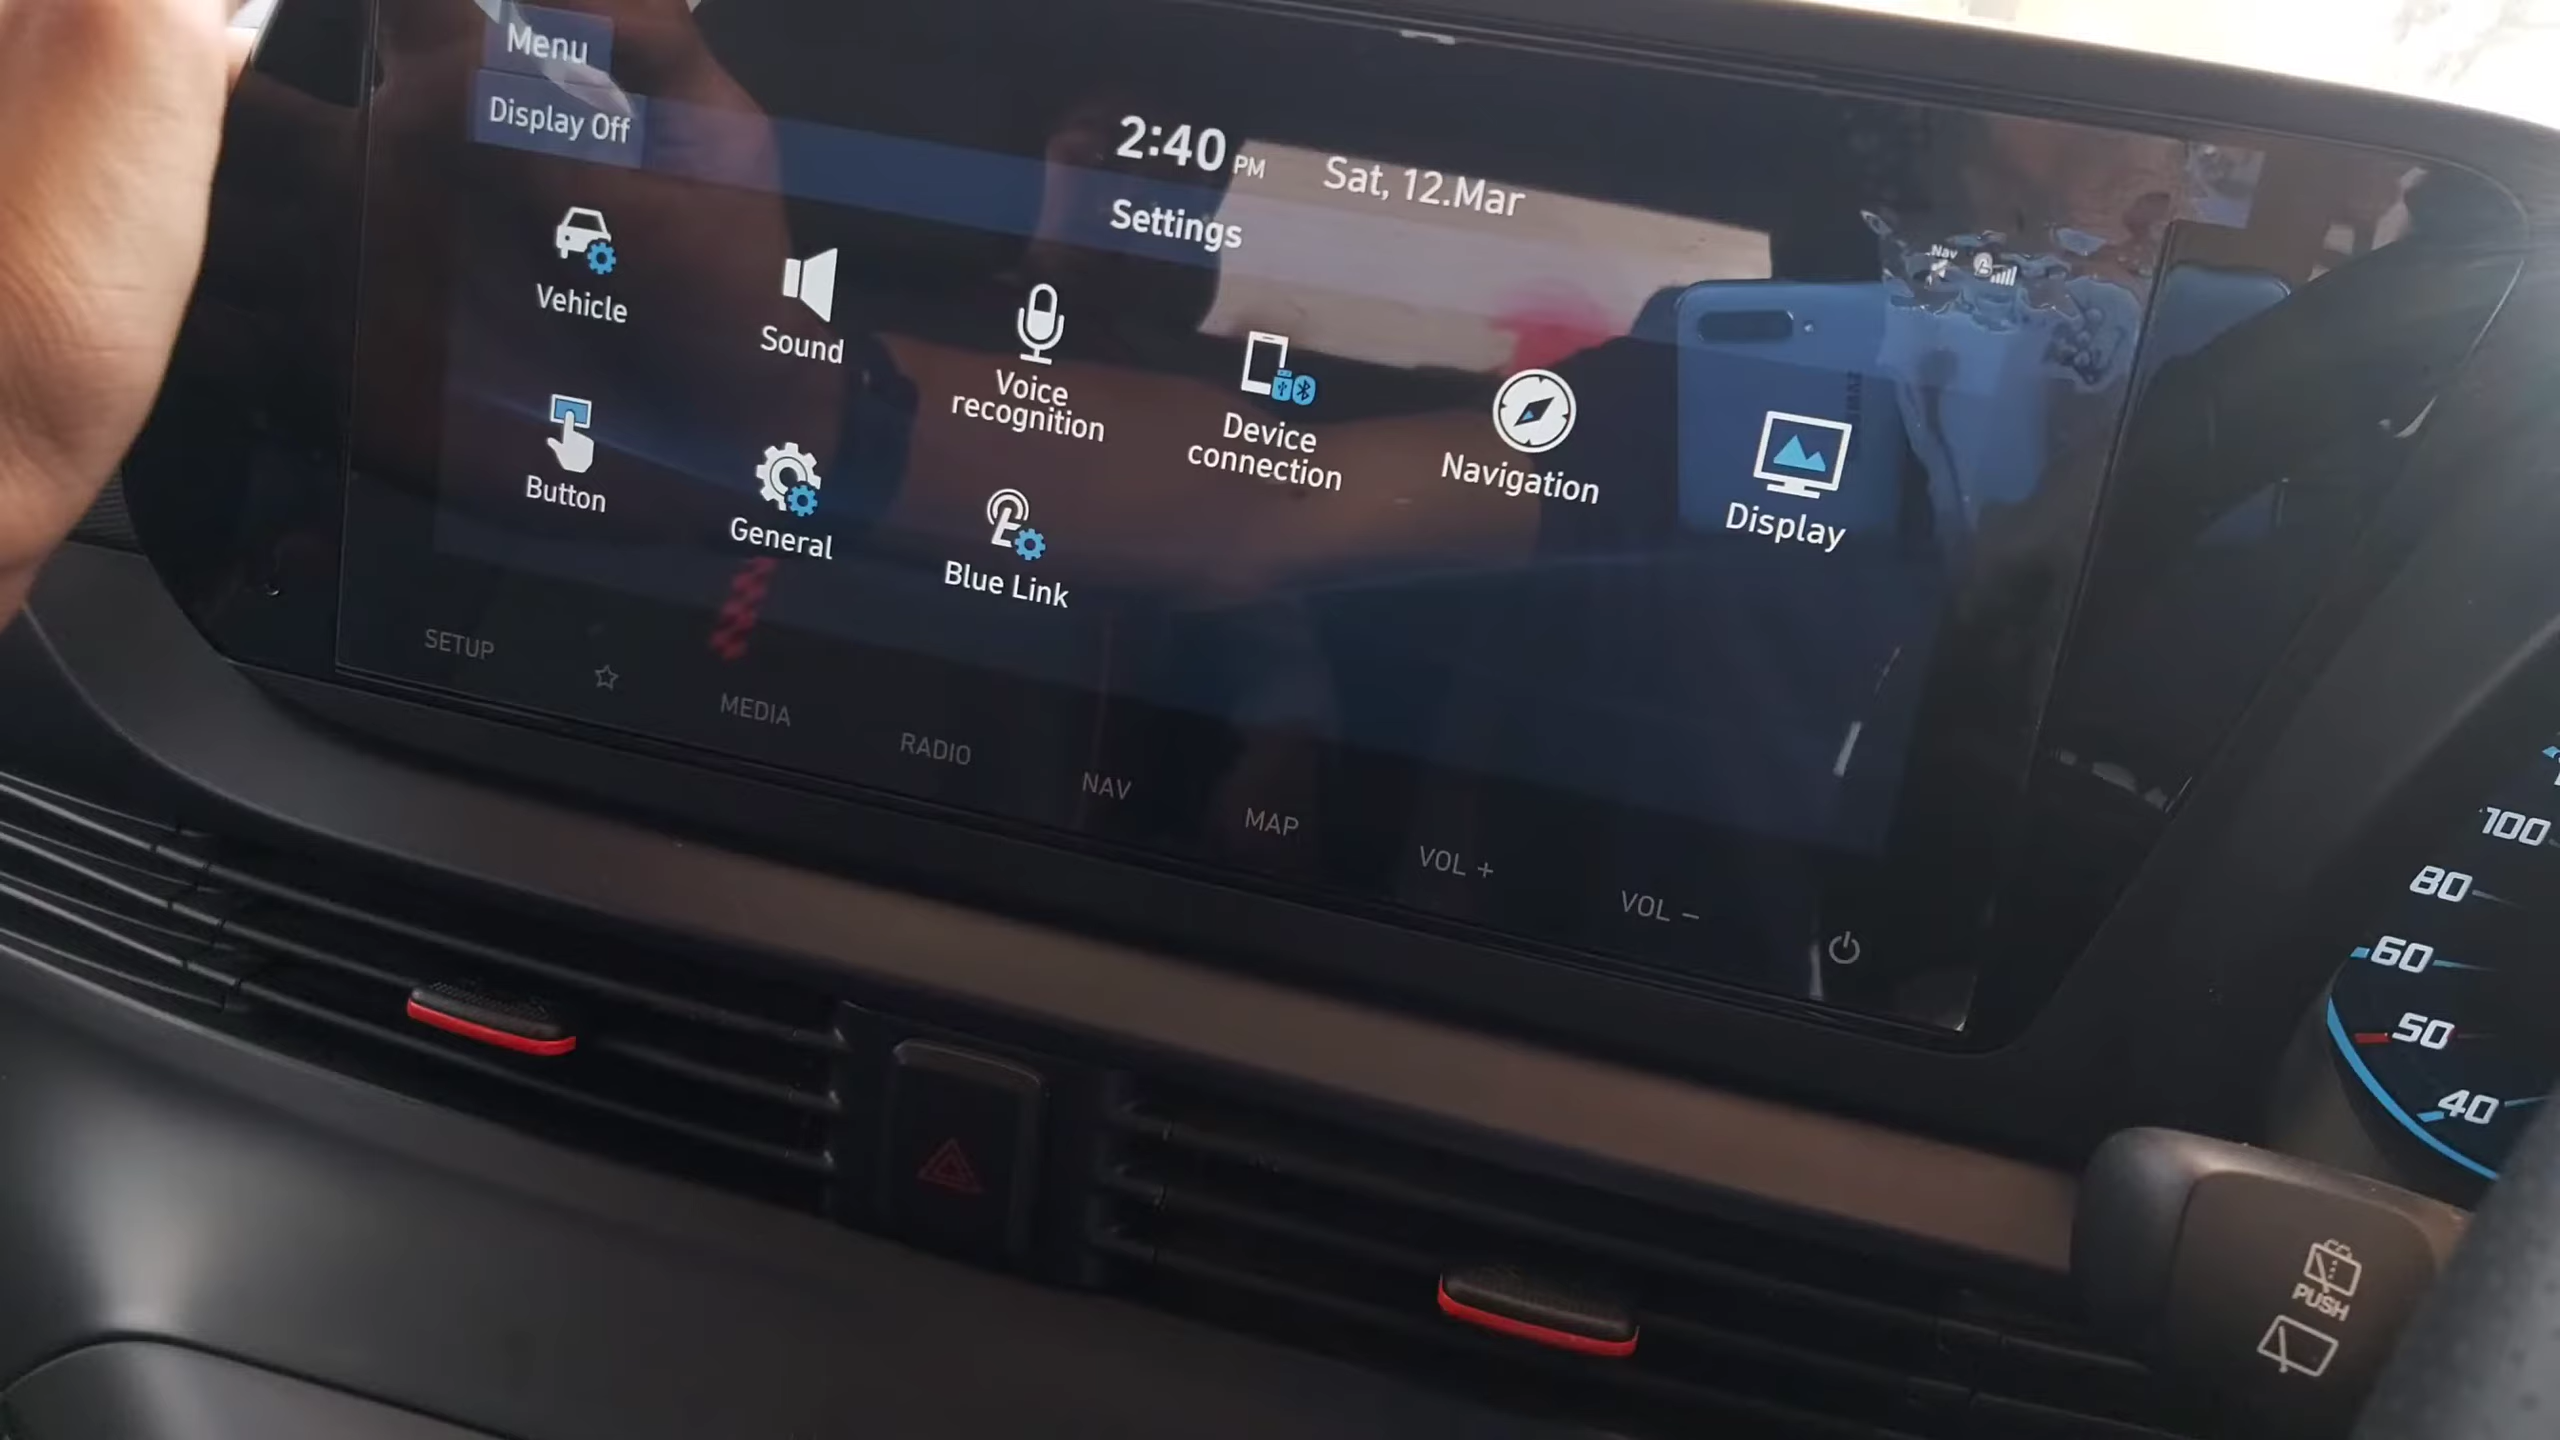 Menu
Display Off
2:40 PM
Sat, 12.Mar
Settings
Nav
Vehicle
Sound
Voice
recognition
Device
connection
Navigation
Display
Button
General
Blue Link
SETUP
MEDIA
RADIO
NAV
MAP
VOL +
VOL −
100
80
60
50
40
PUSH